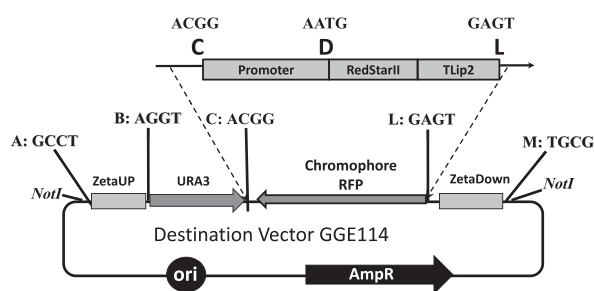 ACGG AATG GAGT
C D L
Promoter RedStarII TLip2
B: AGGT C: ACGG L: GAGT
A: GCCT M: TGCG
NotI ZetaUP URA3 Chromophore RFP ZetaDown NotI
Destination Vector GGE114
ori AmpR